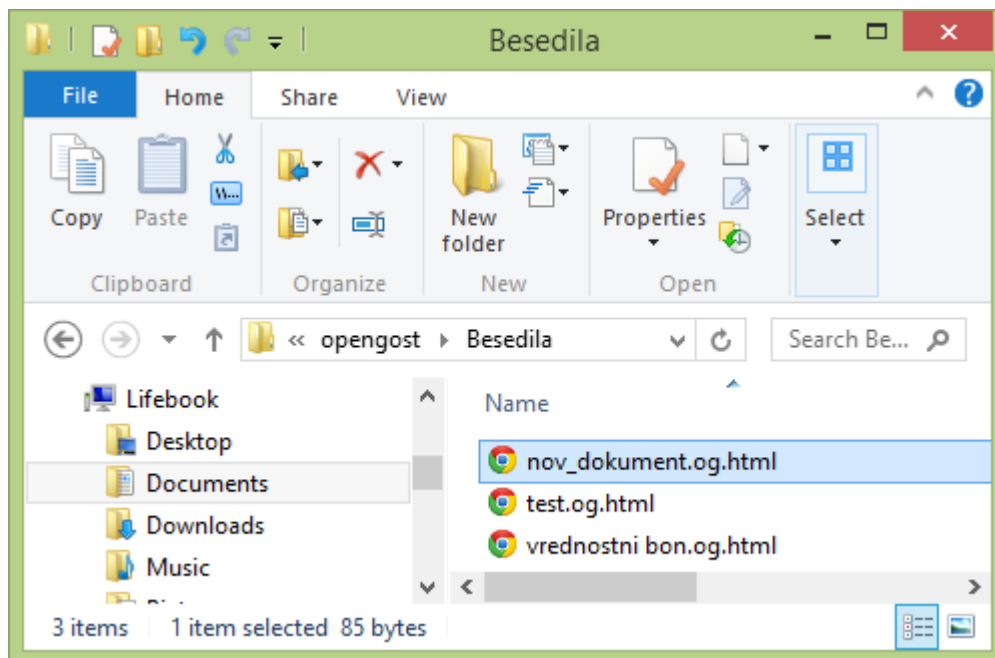 Besedila
File Home Share View
Copy
Paste
New folder
Properties
Select
Clipboard Organize New Open
« opengost Besedila
Search Be...
Lifebook
Desktop
Documents
Downloads
Music
Name
nov_dokument.og.html
test.og.html
vrednostni bon.og.html
3 items 1 item selected 85 bytes